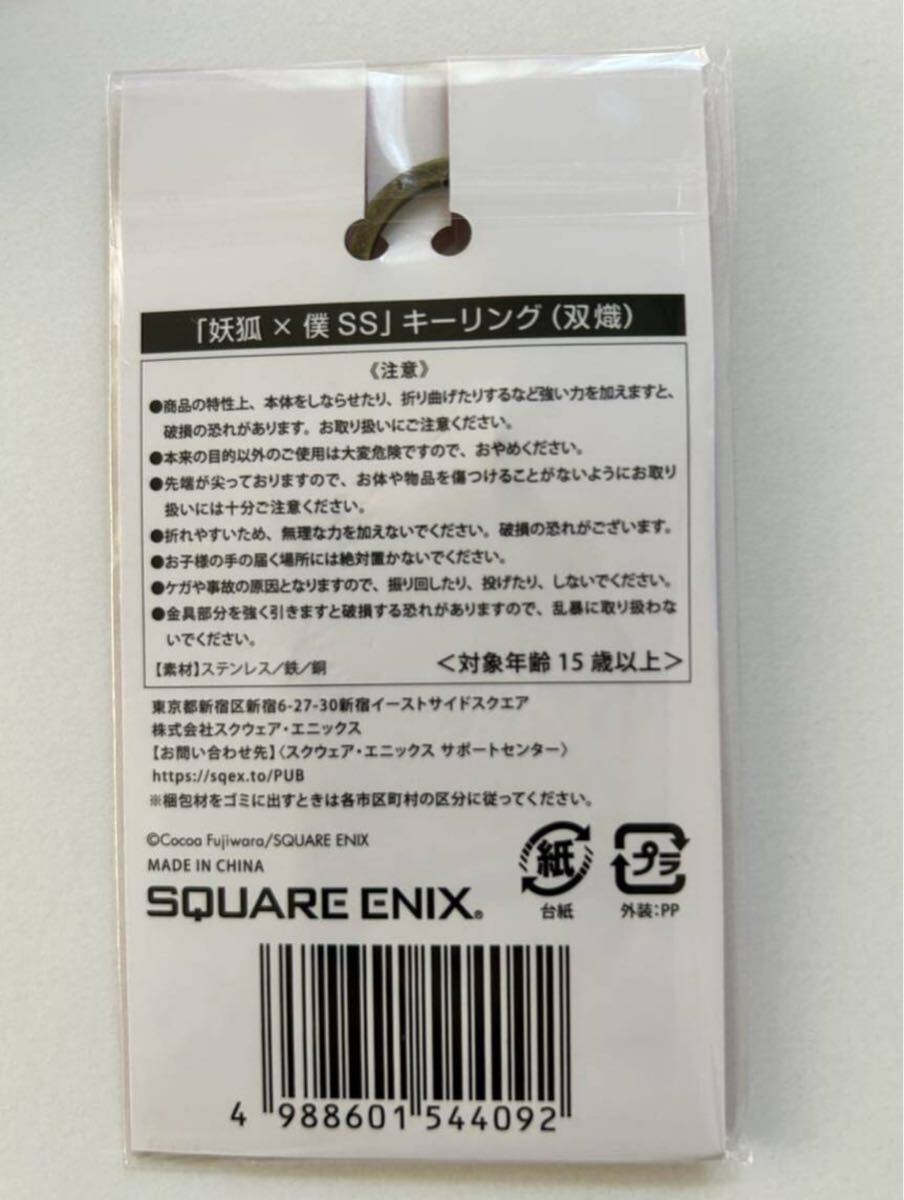 「妖狐 × 僕 SS」キーリング（双熾）
《注意》
●商品の特性上、本体をしならせたり、折り曲げたりするなど強い力を加えますと、
破損の恐れがあります。お取り扱いにご注意ください。
●本来の目的以外のご使用は大変危険ですので、おやめください。
●先端が尖っておりますので、お体や物品を傷つけることがないようにお取り
扱いには十分ご注意ください。
●折れやすいため、無理な力を加えないでください。破損の恐れがございます。
●お子様の手の届く場所には絶対置かないでください。
●ケガや事故の原因となりますので、振り回したり、投げたり、しないでください。
●金具部分を強く引きますと破損する恐れがありますので、乱暴に取り扱わな
いでください。
【素材】ステンレス／鉄／銅
＜対象年齢 15 歳以上＞
東京都新宿区新宿6-27-30新宿イーストサイドスクエア
株式会社スクウェア・エニックス
【お問い合わせ先】〈スクウェア・エニックス サポートセンター〉
https://sqex.to/PUB
※梱包材をゴミに出すときは各市区町村の区分に従ってください。
©Cocoa Fujiwara/SQUARE ENIX
MADE IN CHINA
SQUARE ENIX®
紙
台紙
プラ
外装：PP
4 988601 544092